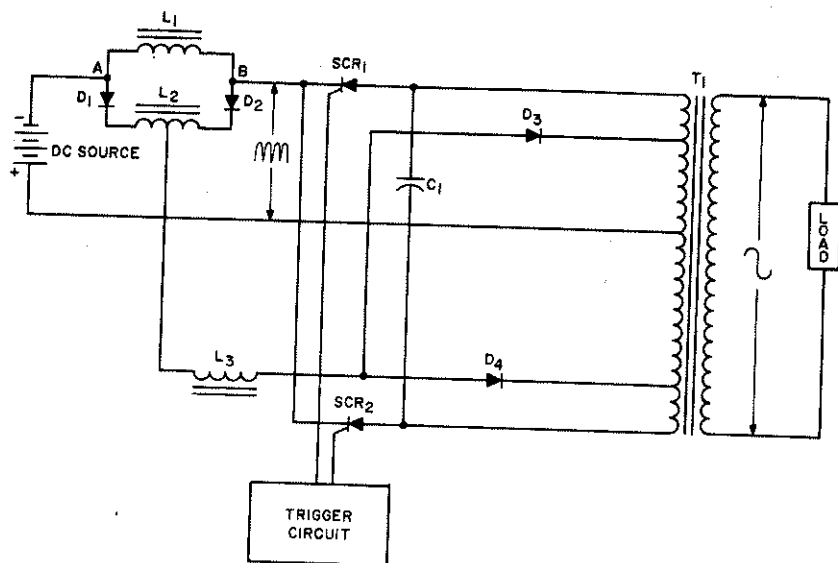 L1
A
B
D1
L2
D2
SCR1
T1
D3
-
DC SOURCE
+
C1
LOAD
L3
D4
SCR2
TRIGGER
CIRCUIT